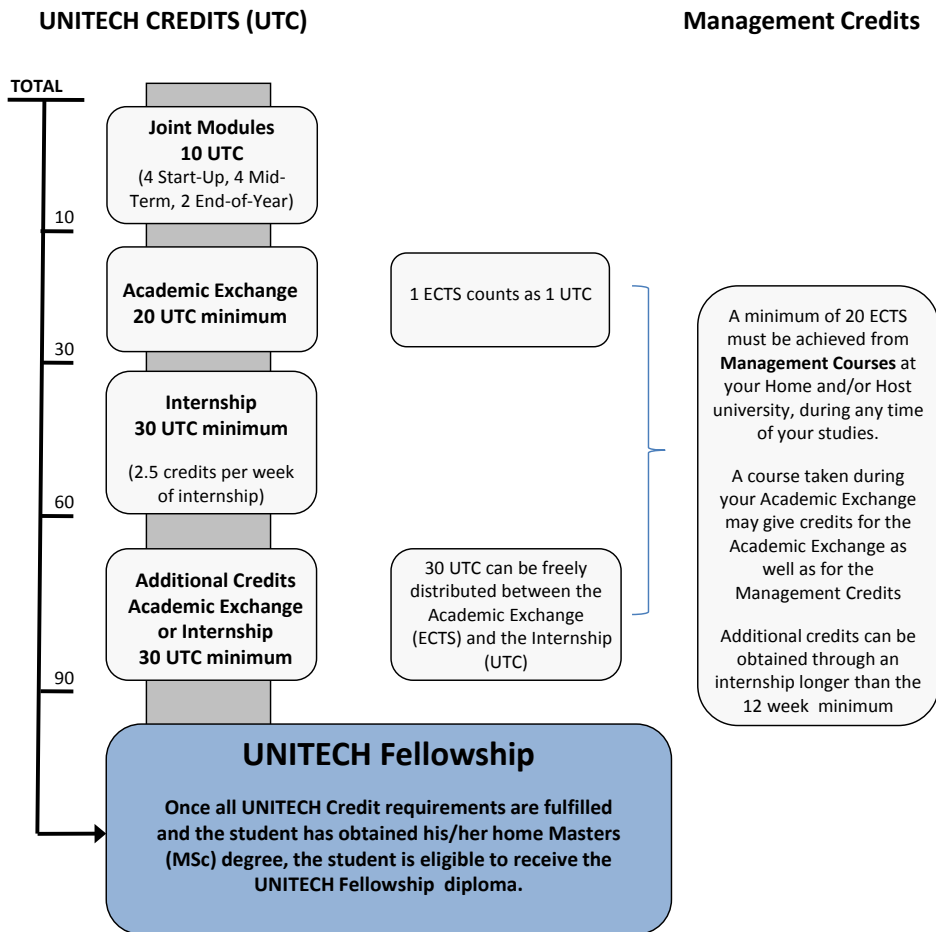 UNITECH CREDITS (UTC)
Management Credits
TOTAL
Joint Modules
10 UTC
(4 Start-Up, 4 Mid-
Term, 2 End-of-Year)
10
Academic Exchange
20 UTC minimum
1 ECTS counts as 1 UTC
30
Internship
30 UTC minimum
(2.5 credits per week
of internship)
60
Additional Credits
Academic Exchange
or Internship
30 UTC minimum
30 UTC can be freely
distributed between the
Academic Exchange
(ECTS) and the Internship
(UTC)
90
A minimum of 20 ECTS
must be achieved from
Management Courses at
your Home and/or Host
university, during any time
of your studies.
A course taken during
your Academic Exchange
may give credits for the
Academic Exchange as
well as for the
Management Credits
Additional credits can be
obtained through an
internship longer than the
12 week minimum
UNITECH Fellowship
Once all UNITECH Credit requirements are fulfilled
and the student has obtained his/her home Masters
(MSc) degree, the student is eligible to receive the
UNITECH Fellowship diploma.